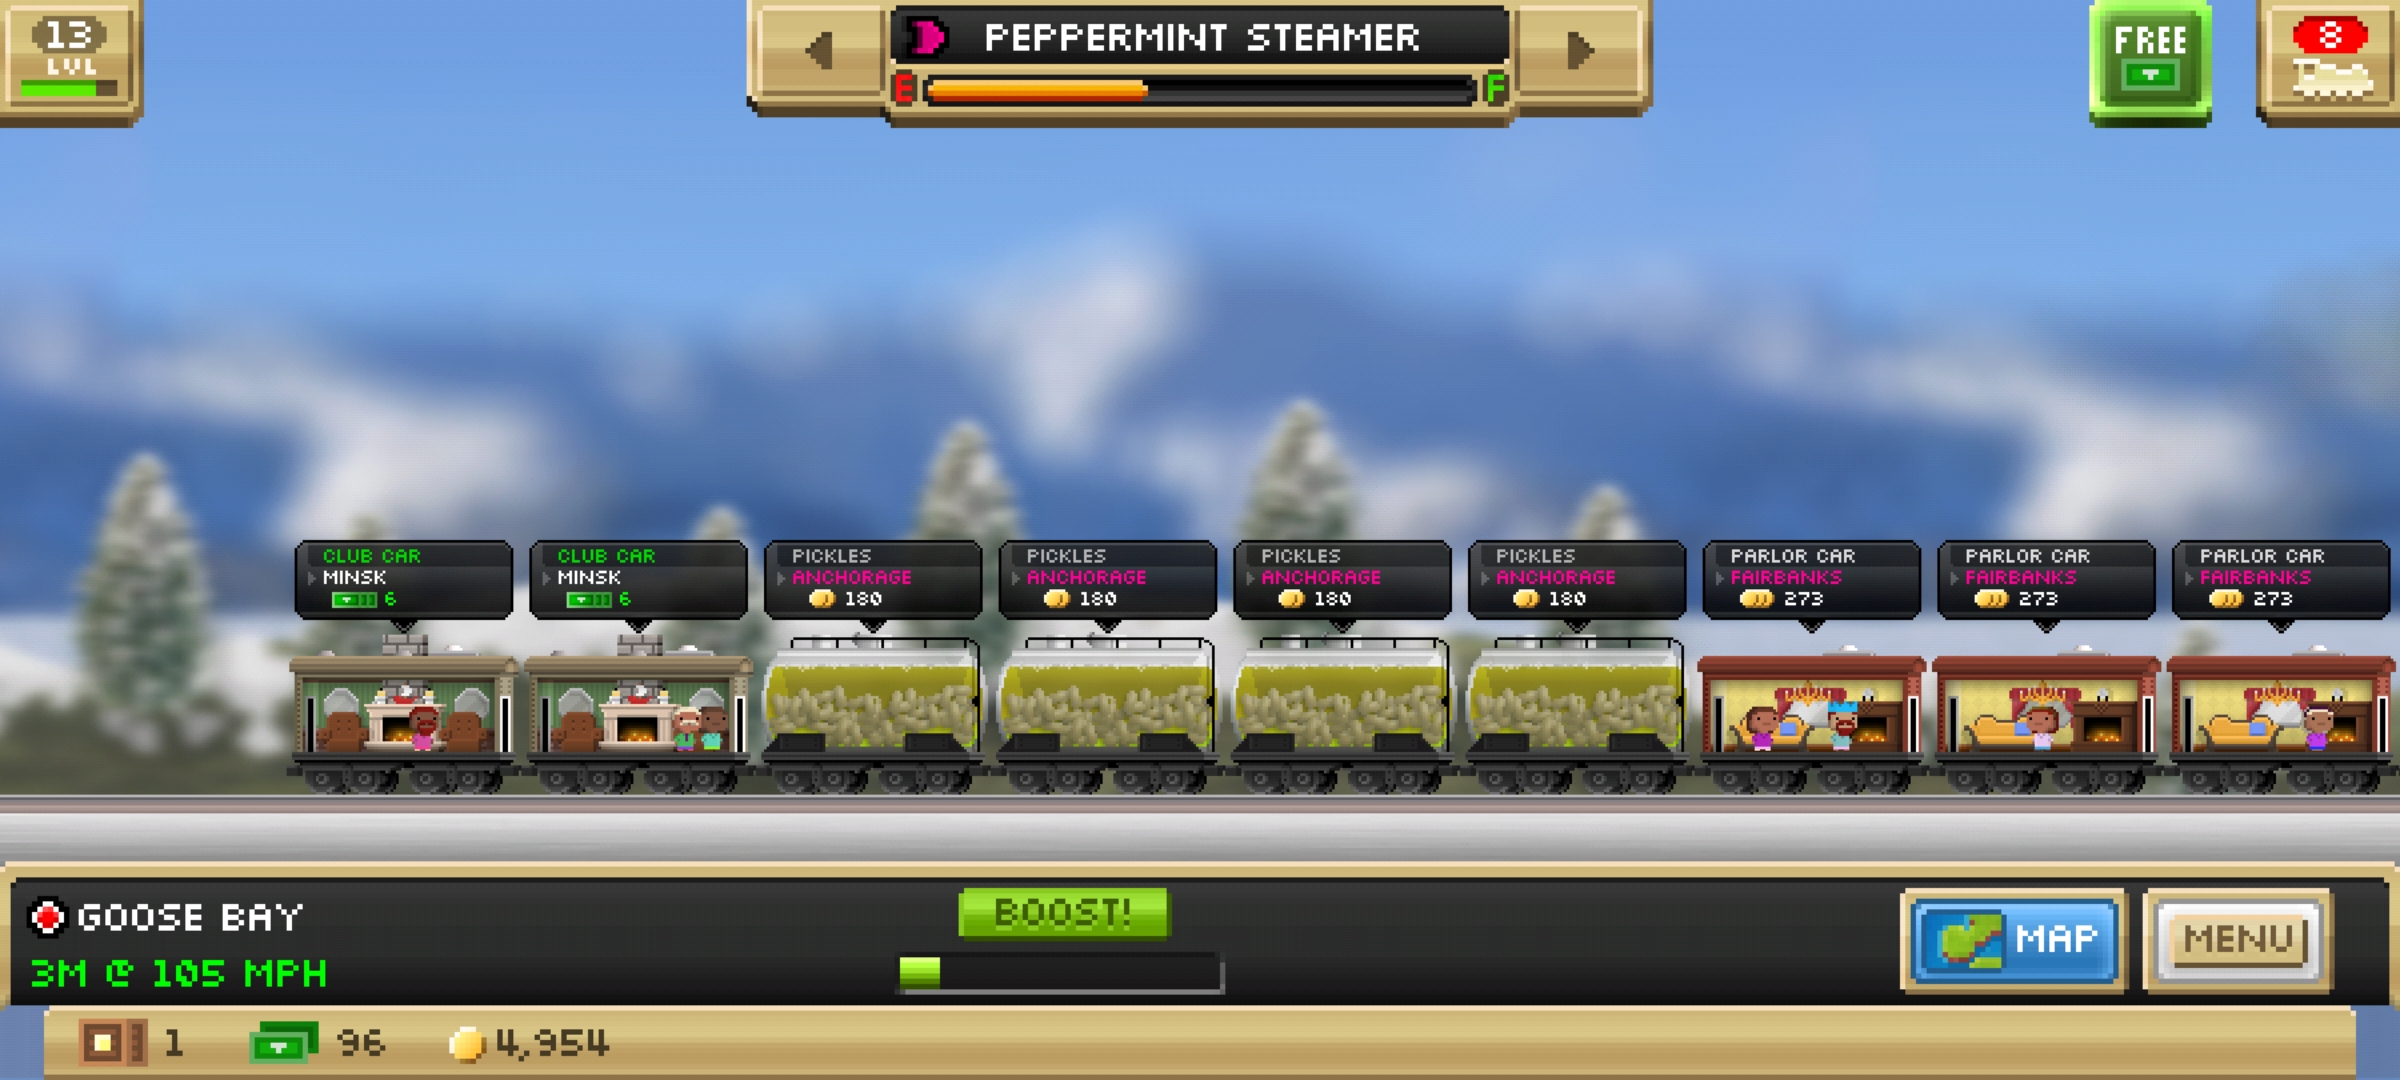 13
LVL
PEPPERMINT STEAMER
E F
FREE
8
CLUB CAR
MINSK
6
CLUB CAR
MINSK
6
PICKLES
ANCHORAGE
180
PICKLES
ANCHORAGE
180
PICKLES
ANCHORAGE
180
PICKLES
ANCHORAGE
180
PARLOR CAR
FAIRBANKS
273
PARLOR CAR
FAIRBANKS
273
PARLOR CAR
FAIRBANKS
273
GOOSE BAY
3M @ 105 MPH
BOOST!
MAP
MENU
1 96 4,954